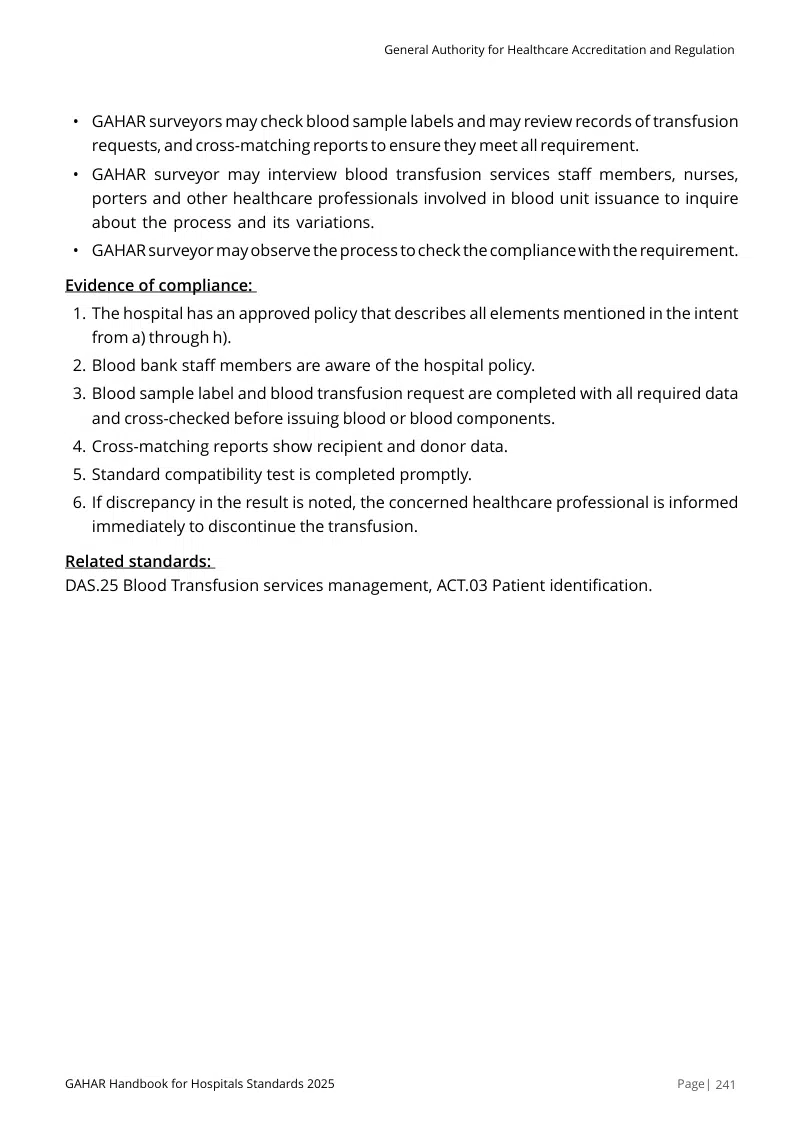 General Authority for Healthcare Accreditation and Regulation
• GAHAR surveyors may check blood sample labels and may review records of transfusion
requests, and cross-matching reports to ensure they meet all requirement.
• GAHAR surveyor may interview blood transfusion services staff members, nurses,
porters and other healthcare professionals involved in blood unit issuance to inquire
about the process and its variations.
• GAHAR surveyor may observe the process to check the compliance with the requirement.
Evidence of compliance:
1. The hospital has an approved policy that describes all elements mentioned in the intent
from a) through h).
2. Blood bank staff members are aware of the hospital policy.
3. Blood sample label and blood transfusion request are completed with all required data
and cross-checked before issuing blood or blood components.
4. Cross-matching reports show recipient and donor data.
5. Standard compatibility test is completed promptly.
6. If discrepancy in the result is noted, the concerned healthcare professional is informed
immediately to discontinue the transfusion.
Related standards:
DAS.25 Blood Transfusion services management, ACT.03 Patient identification.
GAHAR Handbook for Hospitals Standards 2025 Page| 241